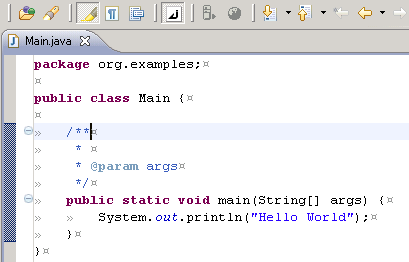 Main.java
package org.examples;¤
¤
public class Main {¤
¤
» /**¤
» * ¤
» * @param args¤
» */¤
» public static void main(String[] args) {¤
» » System.out.println("Hello World");¤
» }¤
}¤